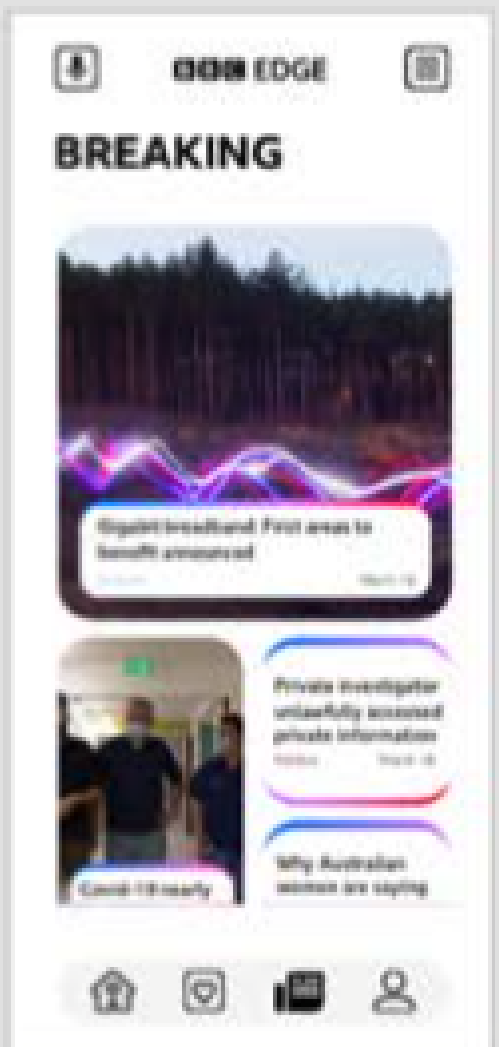 EDGE
BREAKING
Gigabit broadband: First areas to
benefit announced
Private investigator
unlawfully accessed
private information
Covid-19 nearly
Why Australian
women are saying